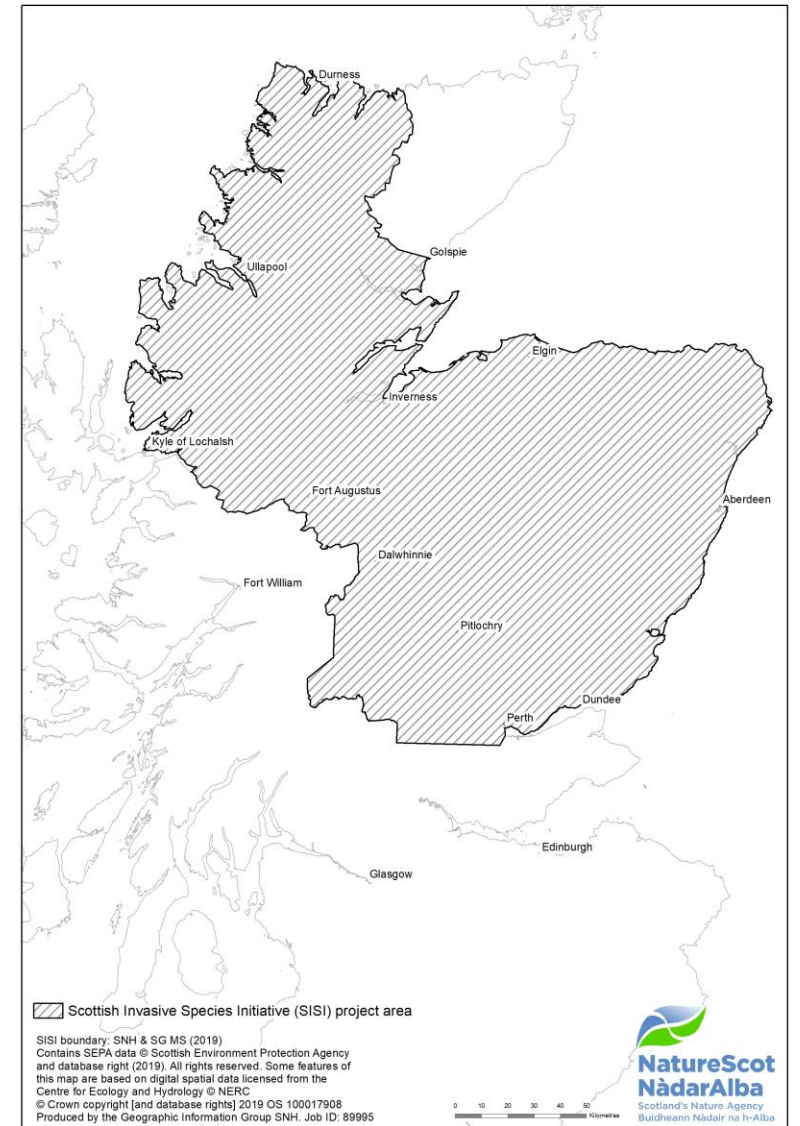 Durness
Golspie
Ullapool
Elgin
Inverness
Kyle of Lochalsh
Fort Augustus
Aberdeen
Dalwhinnie
Fort William
Pitlochry
Dundee
Perth
Edinburgh
Glasgow
Scottish Invasive Species Initiative (SISI) project area
SISI boundary: SNH & SG MS (2019)
Contains SEPA data © Scottish Environment Protection Agency
and database right (2019). All rights reserved. Some features of
this map are based on digital spatial data licensed from the
Centre for Ecology and Hydrology © NERC
© Crown copyright [and database rights] 2019 OS 100017908
Produced by the Geographic Information Group SNH. Job ID: 89995
0 10 20 30 40 50
Kilometres
NatureScot
NàdarAlba
Scotland's Nature Agency
Buidheann Nàdair na h-Alba